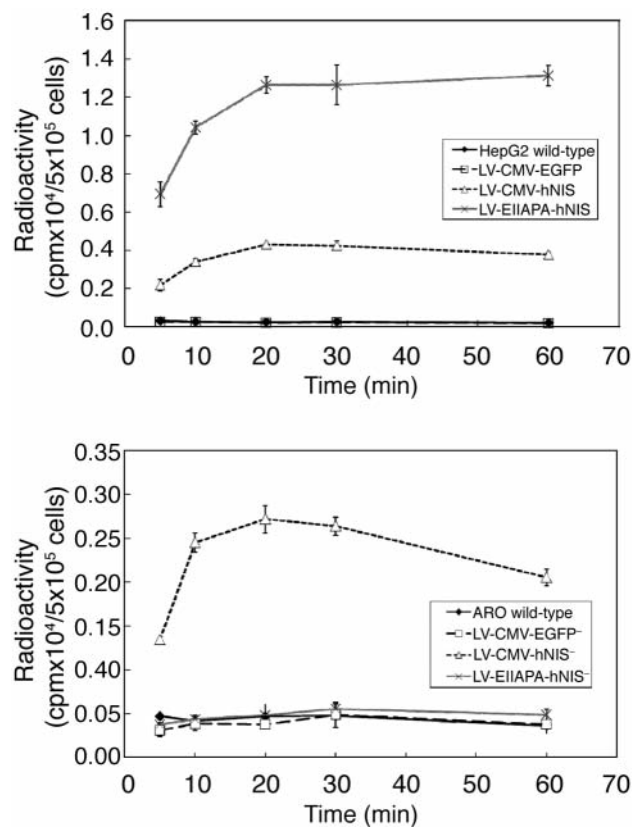 1.6
1.4
1.2
1.0
0.8
0.6
0.4
0.2
0.0
Radioactivity
(cpmx10⁴/5x10⁵ cells)
HepG2 wild-type
LV-CMV-EGFP
LV-CMV-hNIS
LV-EIIAPA-hNIS
0 10 20 30 40 50 60 70
Time (min)
0.35
0.30
0.25
0.20
0.15
0.40
0.05
0.00
Radioactivity
(cpmx10⁴/5x10⁵ cells)
ARO wild-type
LV-CMV-EGFP⁻
LV-CMV-hNIS⁻
LV-EIIAPA-hNIS⁻
0 10 20 30 40 50 60 70
Time (min)